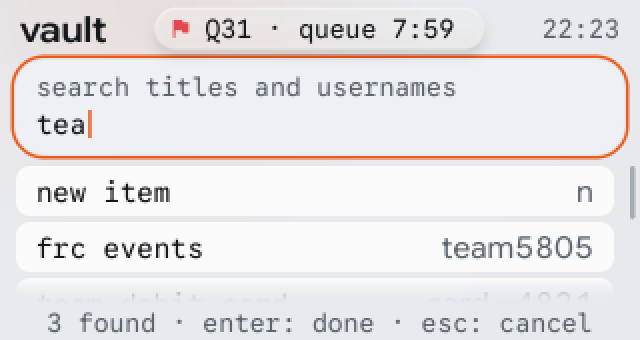 vault
Q31 · queue 7:59
22:23
search titles and usernames
tea
new item n
frc events team5805
3 found · enter: done · esc: cancel